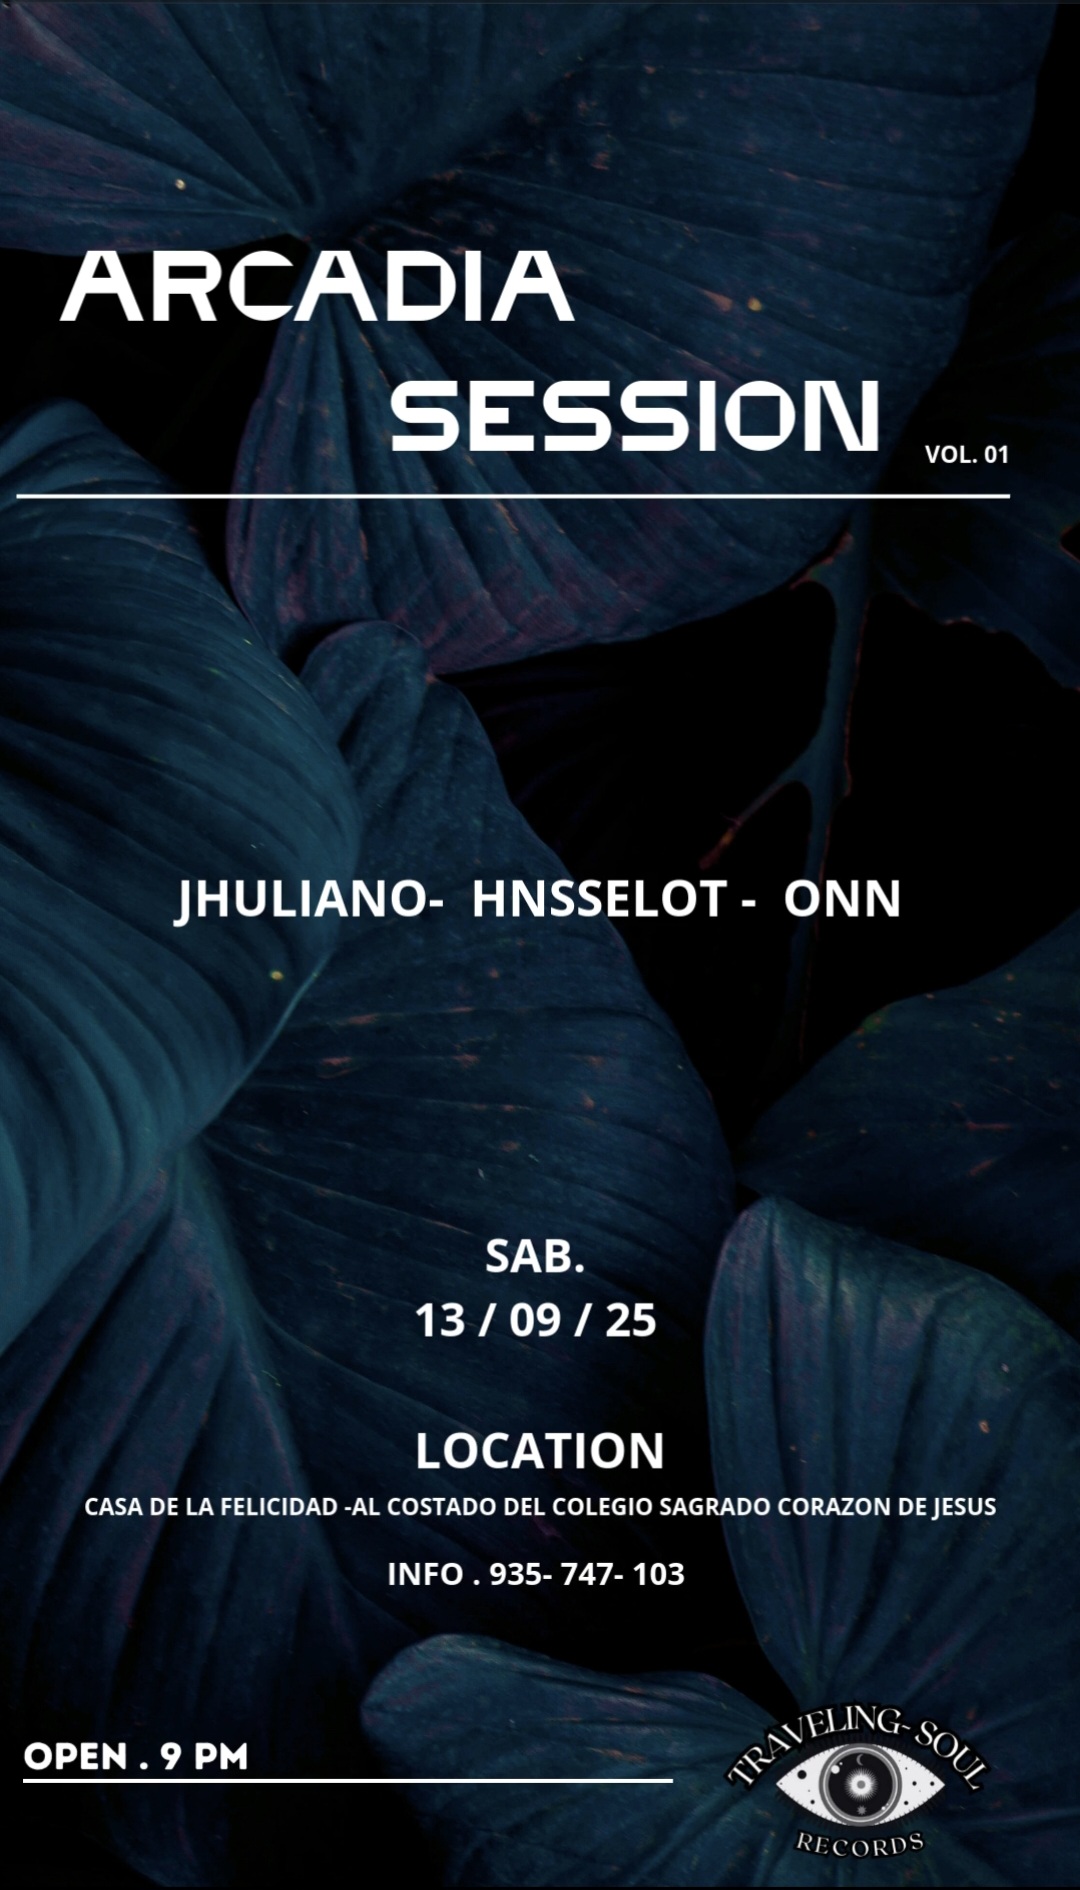 ARCADIA
SESSION
VOL. 01
JHULIANO-  HNSSELOT -  ONN
SAB.
13 / 09 / 25
LOCATION
CASA DE LA FELICIDAD -AL COSTADO DEL COLEGIO SAGRADO CORAZON DE JESUS
INFO . 935- 747- 103
OPEN . 9 PM
TRAVELING-SOUL
RECORDS